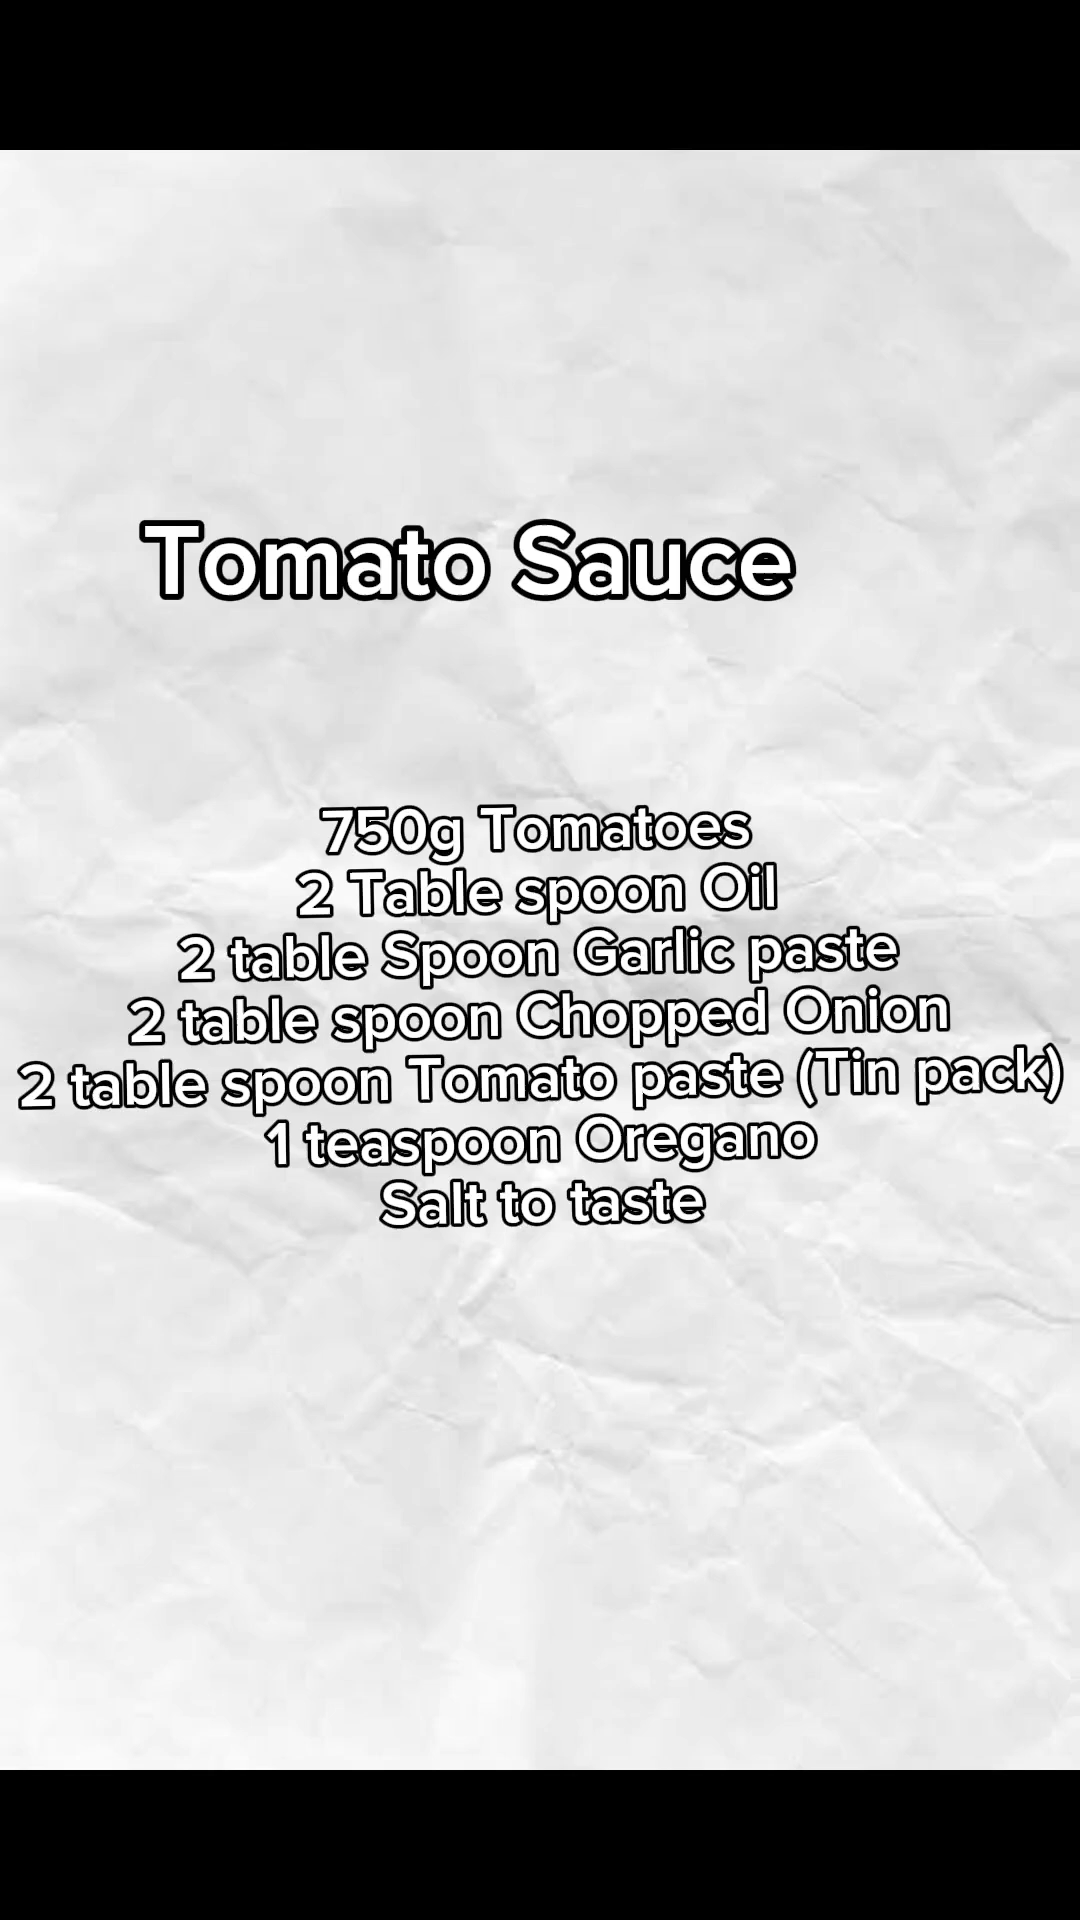 Tomato Sauce
750g Tomatoes
2 Table spoon Oil
2 table Spoon Garlic paste
2 table spoon Chopped Onion
2 table spoon Tomato paste (Tin pack)
1 teaspoon Oregano
Salt to taste